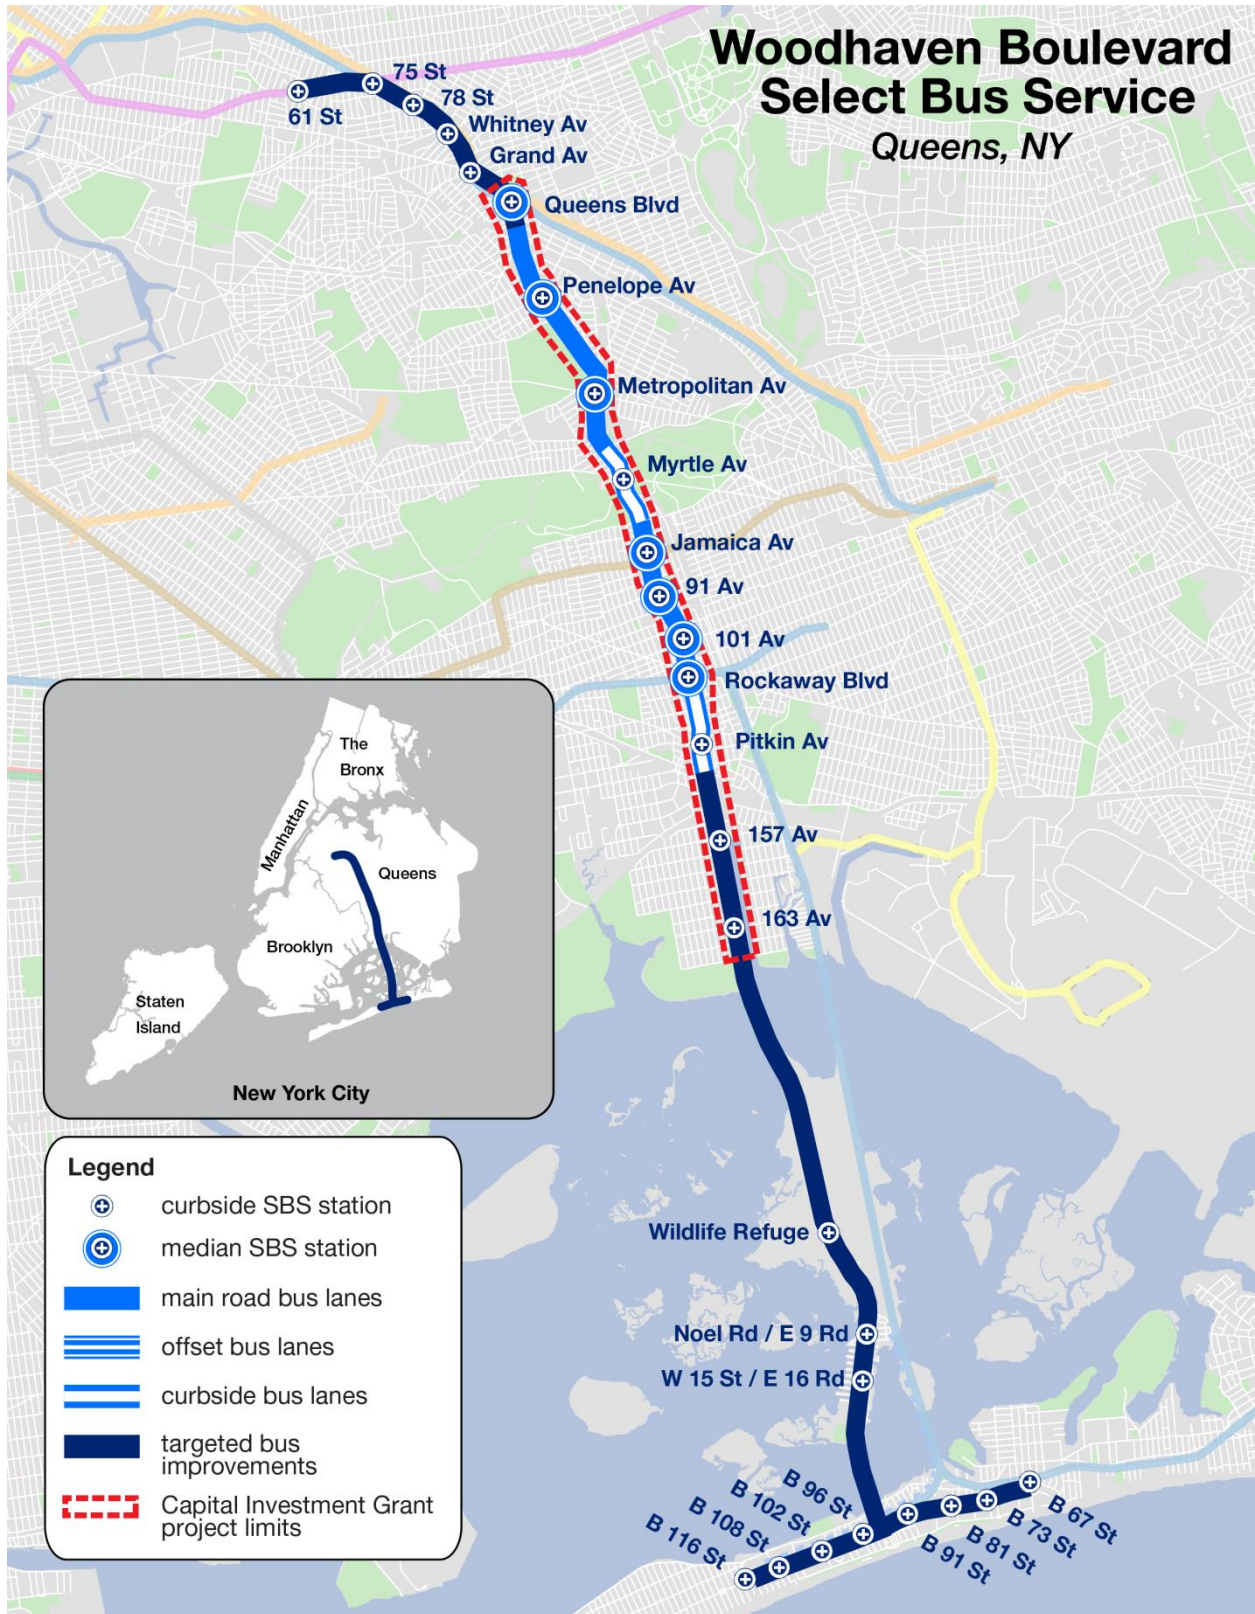 Woodhaven Boulevard
Select Bus Service
Queens, NY
75 St
61 St
78 St
Whitney Av
Grand Av
Queens Blvd
Penelope Av
Metropolitan Av
Myrtle Av
Jamaica Av
91 Av
101 Av
Rockaway Blvd
Pitkin Av
157 Av
163 Av
Wildlife Refuge
Noel Rd / E 9 Rd
W 15 St / E 16 Rd
B 96 St
B 102 St
B 108 St
B 116 St
B 67 St
B 73 St
B 81 St
B 91 St
The
Bronx
Manhattan
Queens
Brooklyn
Staten
Island
New York City
Legend
curbside SBS station
median SBS station
main road bus lanes
offset bus lanes
curbside bus lanes
targeted bus
improvements
Capital Investment Grant
project limits